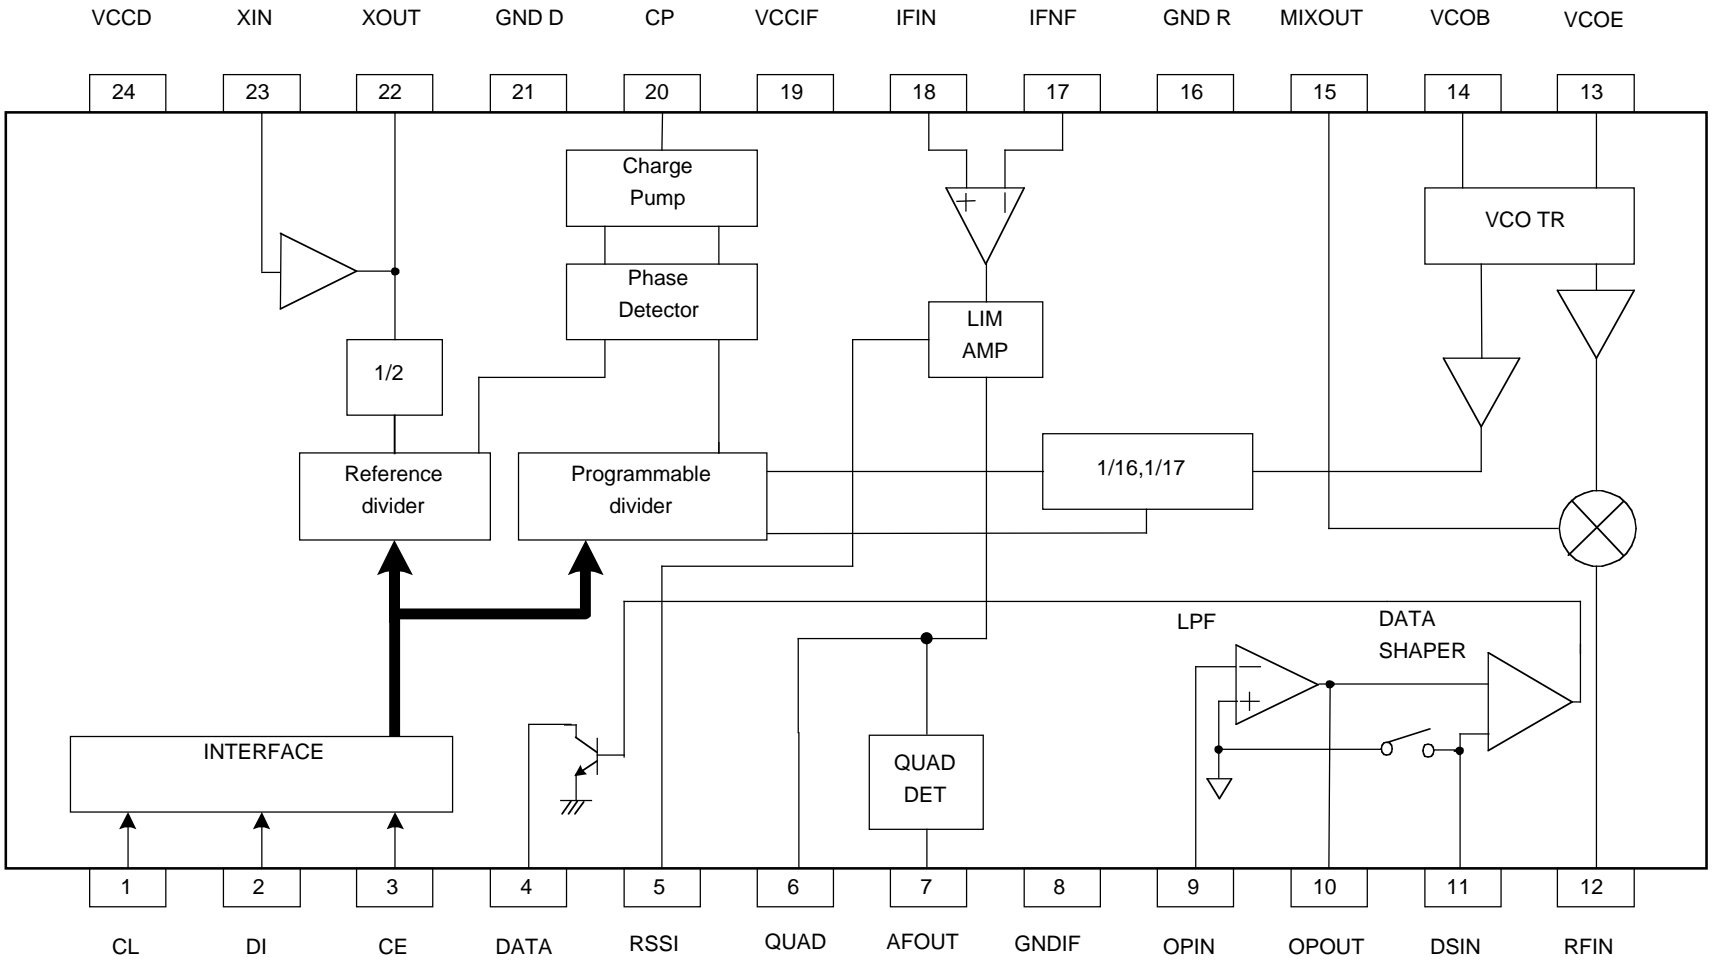 VCCD XIN XOUT GND D CP VCCIF IFIN IFNF GND R MIXOUT VCOB VCOE
24 23 22 21 20 19 18 17 16 15 14 13
Charge
Pump
VCO TR
Phase
Detector
LIM
AMP
1/2
Reference
divider
Programmable
divider
1/16,1/17
LPF
DATA
SHAPER
INTERFACE
QUAD
DET
1 2 3 4 5 6 7 8 9 10 11 12
CL DI CE DATA RSSI QUAD AFOUT GNDIF OPIN OPOUT DSIN RFIN